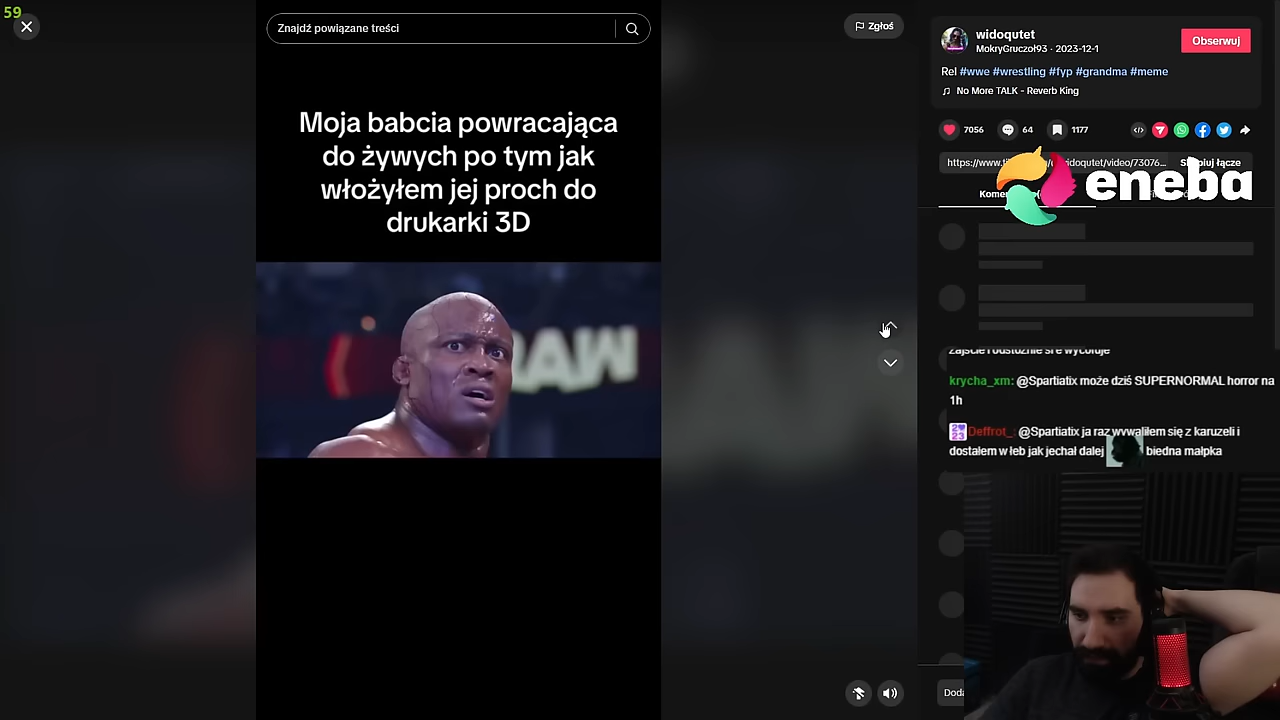 59
Znajdź powiązane treści
Zgłoś
Moja babcia powracająca
do żywych po tym jak
włożyłem jej proch do
drukarki 3D
RAW
widoqutet
MokryGruczoł93 · 2023-12-1
Obserwuj
Rel #wwe #wrestling #fyp #grandma #meme
No More TALK - Reverb King
7056
64
1177
https://www.
eneba
krycha_xm: @Spartiatix może dziś SUPERNORMAL horror na
1h
Deffrot_: @Spartiatix ja raz wywaliłem się z karuzeli i
dostałem w łeb jak jechał dalej biedna małpka